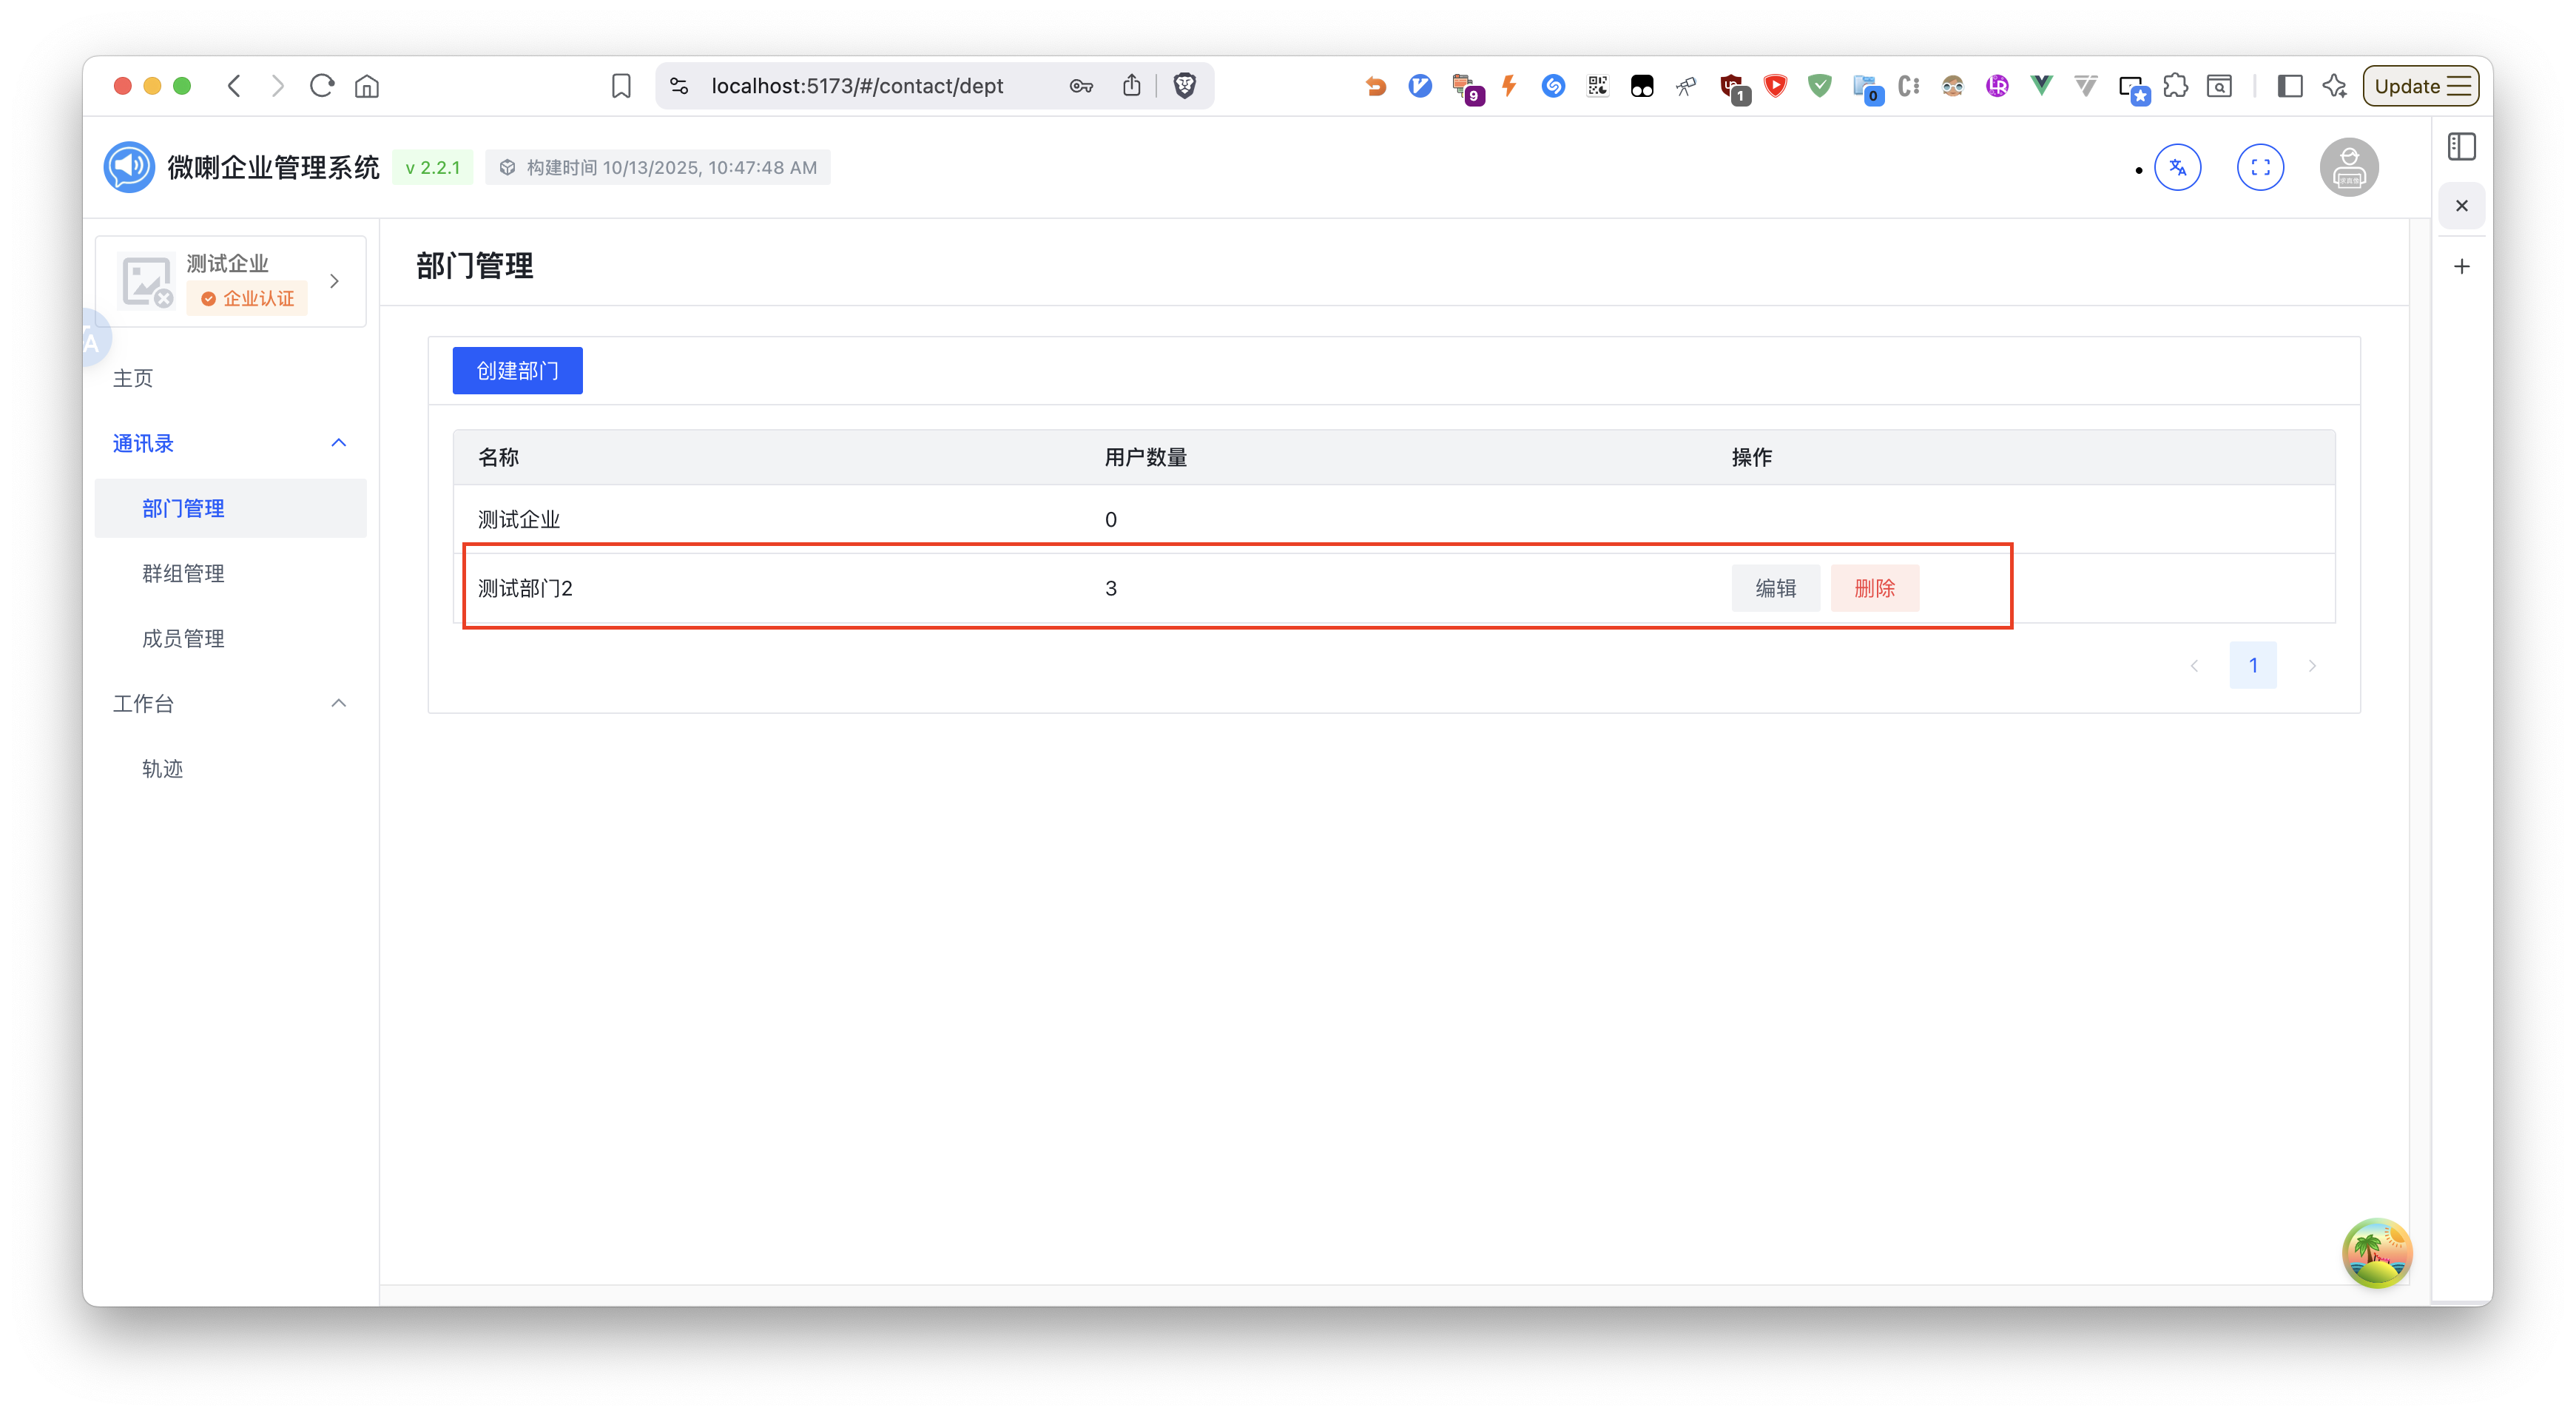 localhost:5173/#/contact/dept
9
1
0
Update
微喇企业管理系统
v 2.2.1
构建时间 10/13/2025, 10:47:48 AM
测试企业
企业认证
A
主页
通讯录
部门管理
群组管理
成员管理
工作台
轨迹
部门管理
创建部门
名称 用户数量 操作
测试企业 0
测试部门2 3 编辑 删除
1